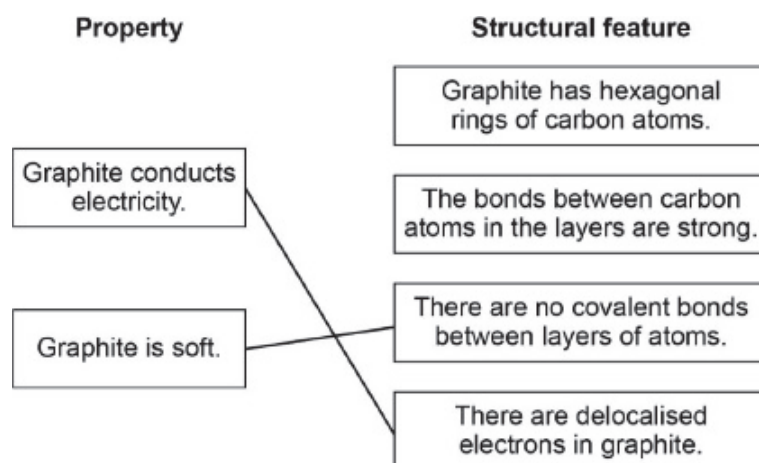 Property
Structural feature
Graphite has hexagonal
rings of carbon atoms.
Graphite conducts
electricity.
The bonds between carbon
atoms in the layers are strong.
There are no covalent bonds
between layers of atoms.
Graphite is soft.
There are delocalised
electrons in graphite.